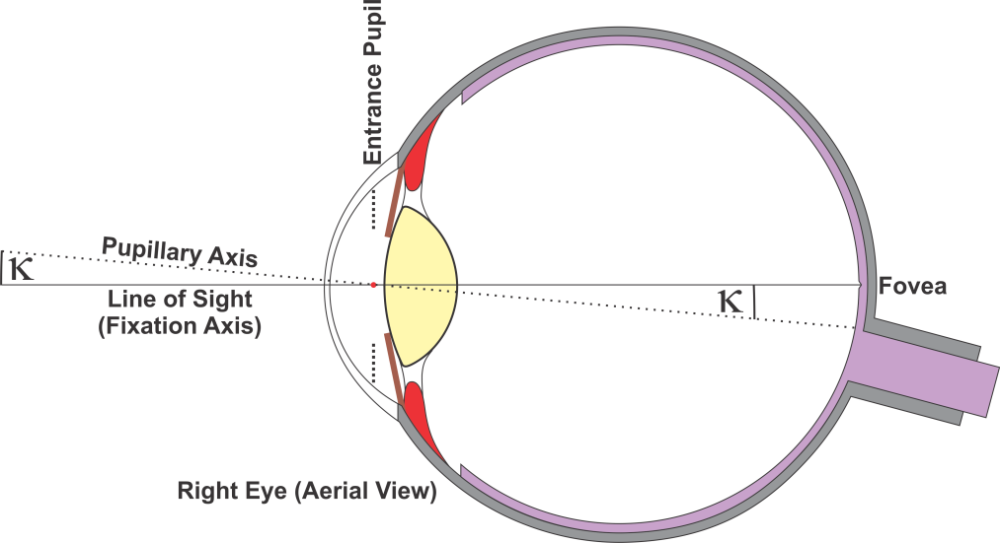 Entrance Pupil
Pupillary Axis
κ
Line of Sight
(Fixation Axis)
κ
Fovea
Right Eye (Aerial View)